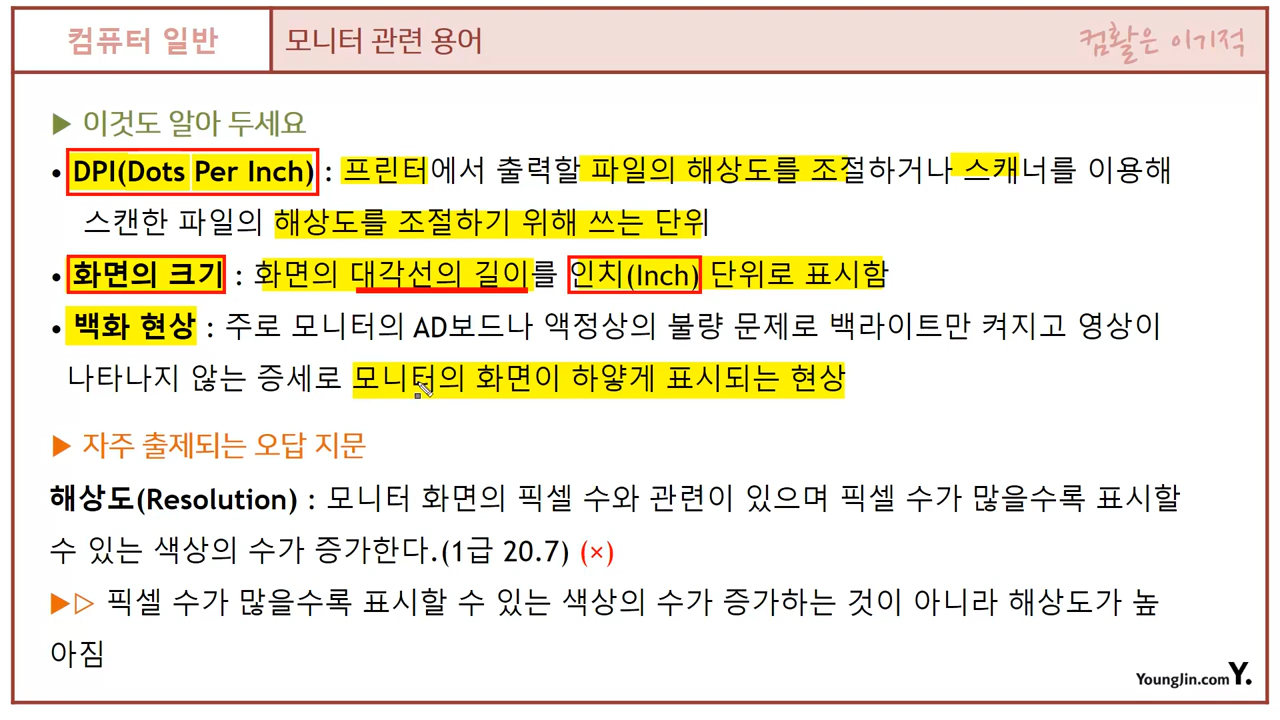 컴퓨터 일반
모니터 관련 용어
컴활은 이기적
▶ 이것도 알아 두세요
• DPI(Dots Per Inch) : 프린터에서 출력할 파일의 해상도를 조절하거나 스캐너를 이용해
스캔한 파일의 해상도를 조절하기 위해 쓰는 단위
• 화면의 크기 : 화면의 대각선의 길이를 인치(Inch) 단위로 표시함
• 백화 현상 : 주로 모니터의 AD보드나 액정상의 불량 문제로 백라이트만 켜지고 영상이
나타나지 않는 증세로 모니터의 화면이 하얗게 표시되는 현상
▶ 자주 출제되는 오답 지문
해상도(Resolution) : 모니터 화면의 픽셀 수와 관련이 있으며 픽셀 수가 많을수록 표시할
수 있는 색상의 수가 증가한다.(1급 20.7) (×)
▶▷ 픽셀 수가 많을수록 표시할 수 있는 색상의 수가 증가하는 것이 아니라 해상도가 높
아짐
YoungJin.com Y.